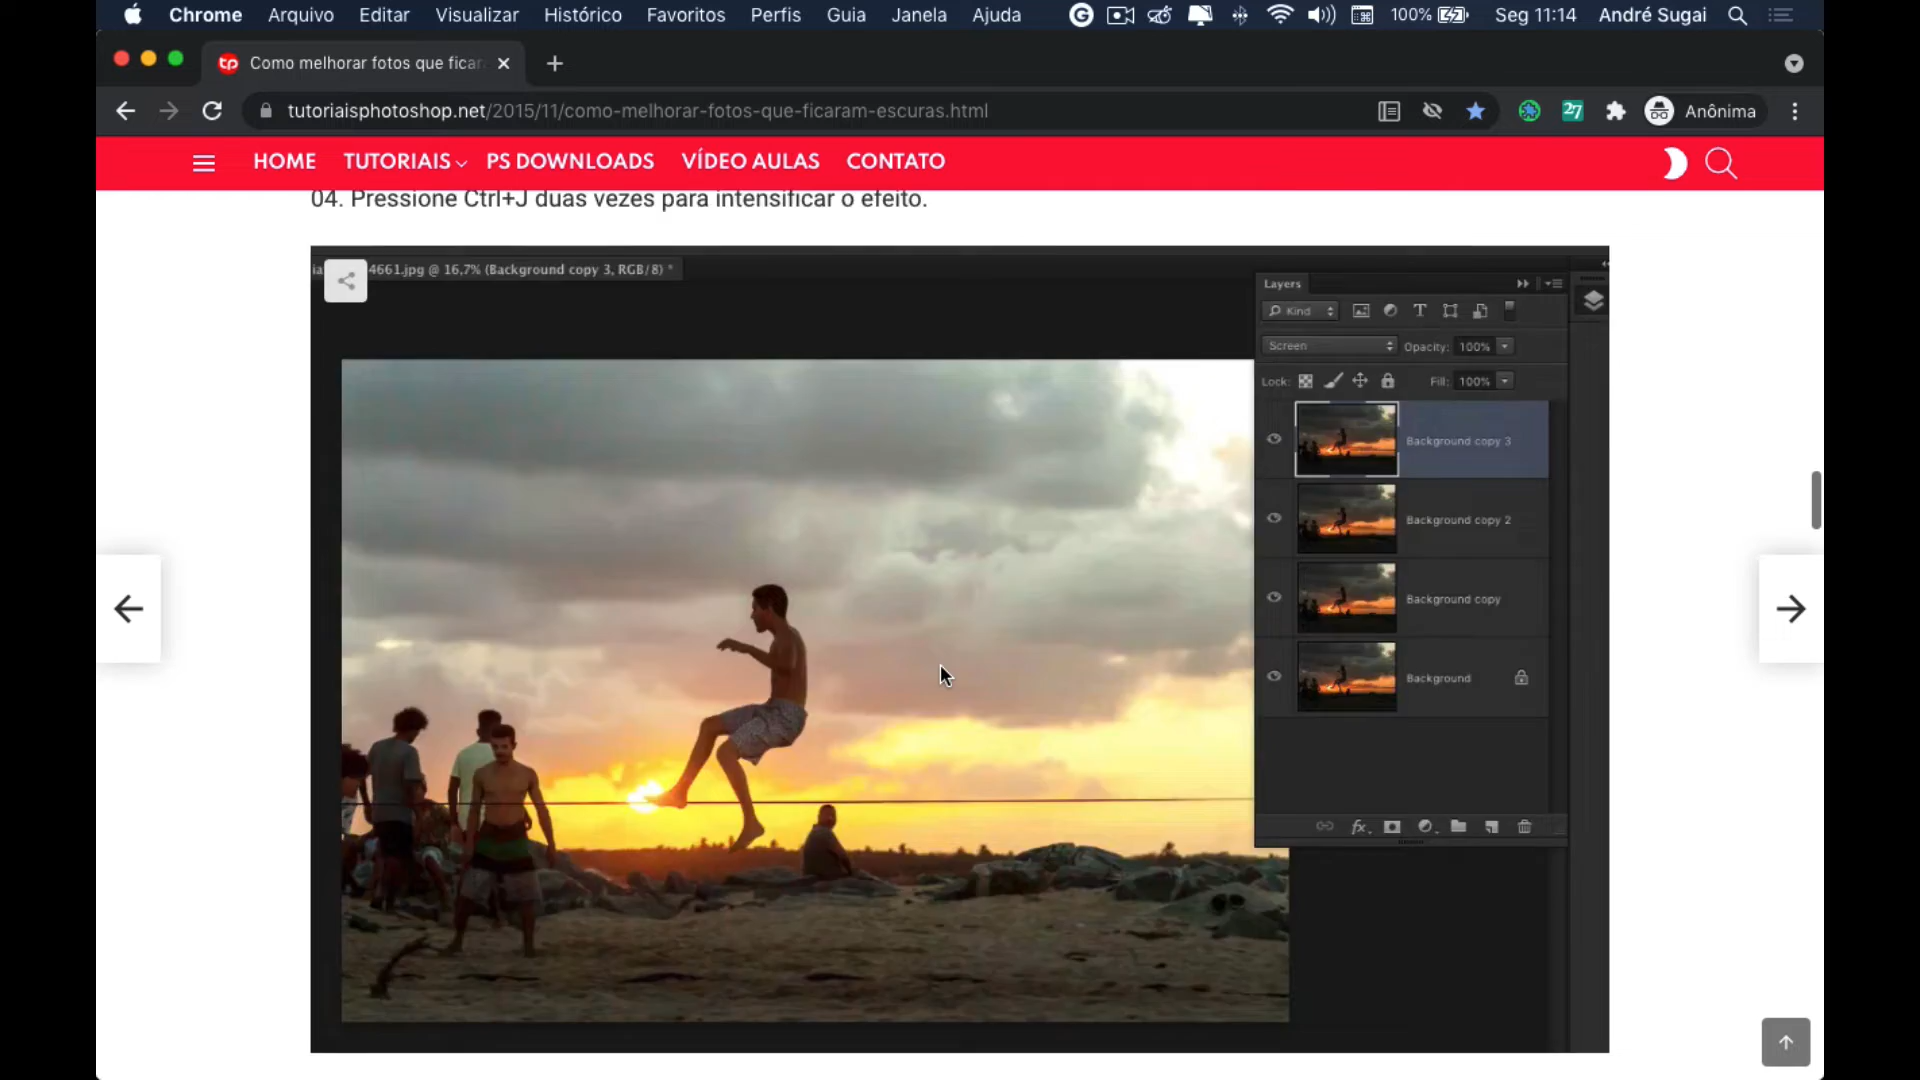 Chrome Arquivo Editar Visualizar Histórico Favoritos Perfis Guia Janela Ajuda 100% Seg 11:14 André Sugai
tp Como melhorar fotos que ficar
tutoriaisphotoshop.net/2015/11/como-melhorar-fotos-que-ficaram-escuras.html 27 Anônima
HOME TUTORIAIS PS DOWNLOADS VÍDEO AULAS CONTATO
04. Pressione Ctrl+J duas vezes para intensificar o efeito.
4661.jpg @ 16,7% (Background copy 3, RGB/8) *
Layers
Kind
Screen Opacity: 100%
Lock: Fill: 100%
Background copy 3
Background copy 2
Background copy
Background
fx